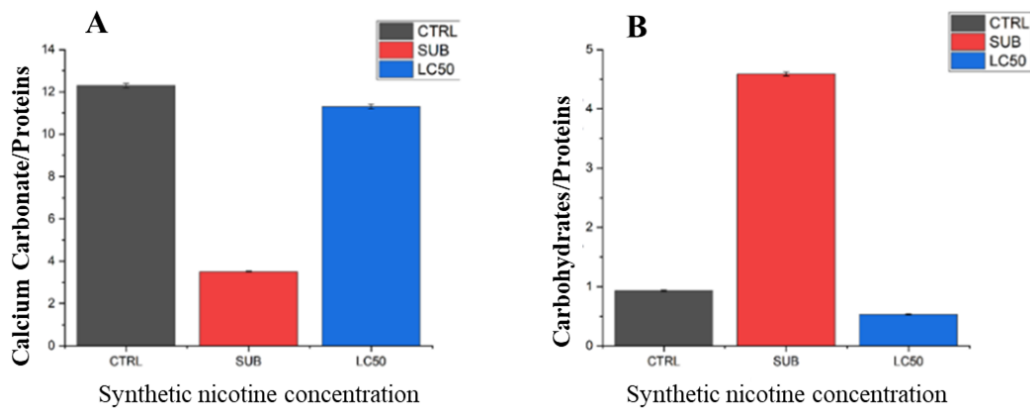 A
CTRL
SUB
LC50
14
12
10
8
6
4
2
0
Calcium Carbonate/Proteins
CTRL
SUB
LC50
Synthetic nicotine concentration
B
CTRL
SUB
LC50
5
4
3
2
1
0
Carbohydrates/Proteins
CTRL
SUB
LC50
Synthetic nicotine concentration